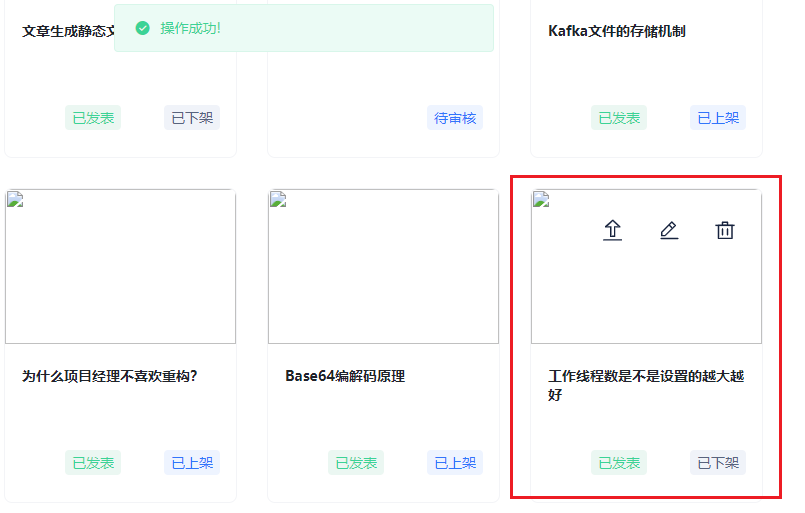 操作成功!
文章生成静态文
Kafka文件的存储机制
已发表
已下架
待审核
已发表
已上架
为什么项目经理不喜欢重构?
Base64编解码原理
工作线程数是不是设置的越大越
好
已发表
已上架
已发表
已上架
已发表
已下架